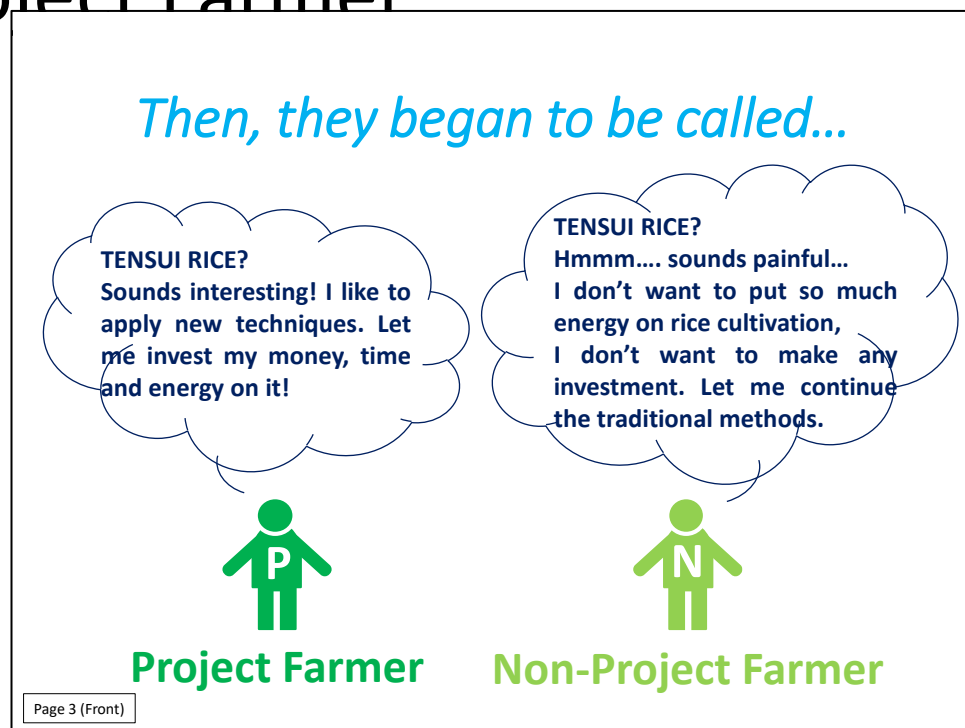 Project Farmer
Then, they began to be called…
TENSUI RICE?
Sounds interesting! I like to
apply new techniques. Let
me invest my money, time
and energy on it!
TENSUI RICE?
Hmmm…. sounds painful…
I don’t want to put so much
energy on rice cultivation,
I don’t want to make any
investment. Let me continue
the traditional methods.
P
N
Project Farmer
Non-Project Farmer
Page 3 (Front)